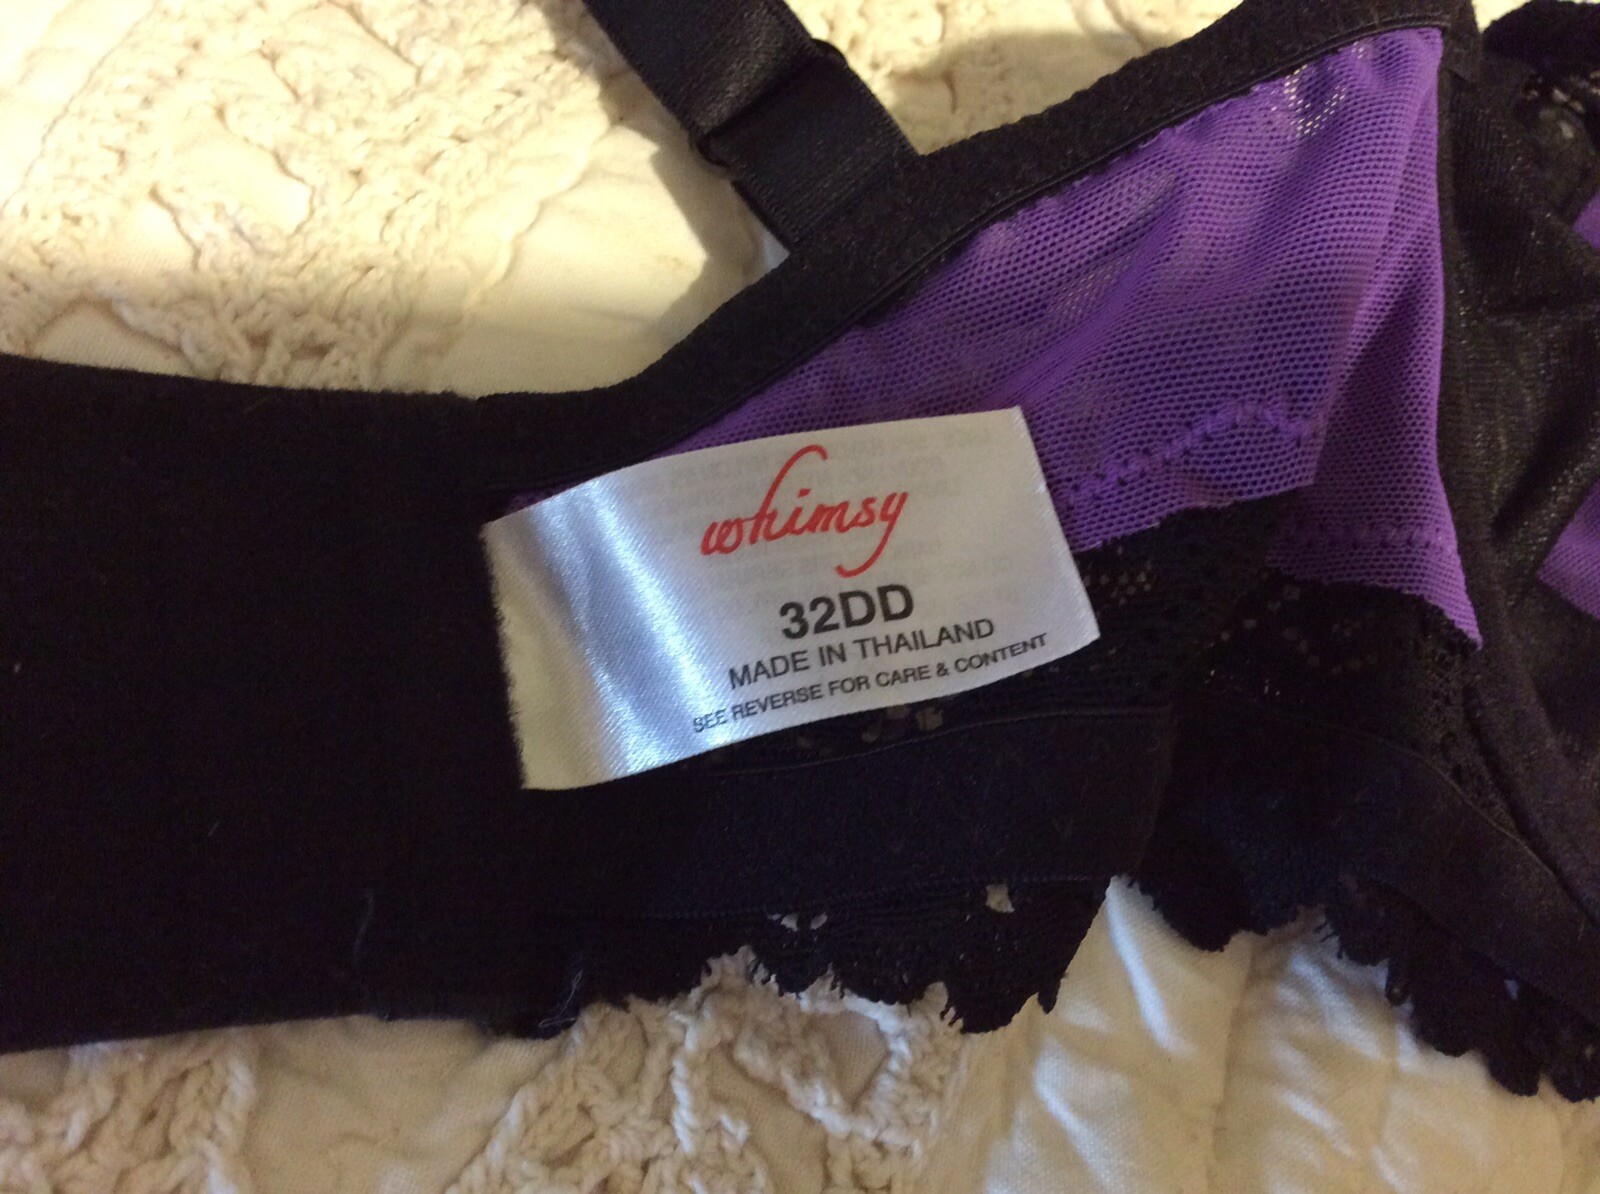 whimsy
32DD
MADE IN THAILAND
SEE REVERSE FOR CARE & CONTENT